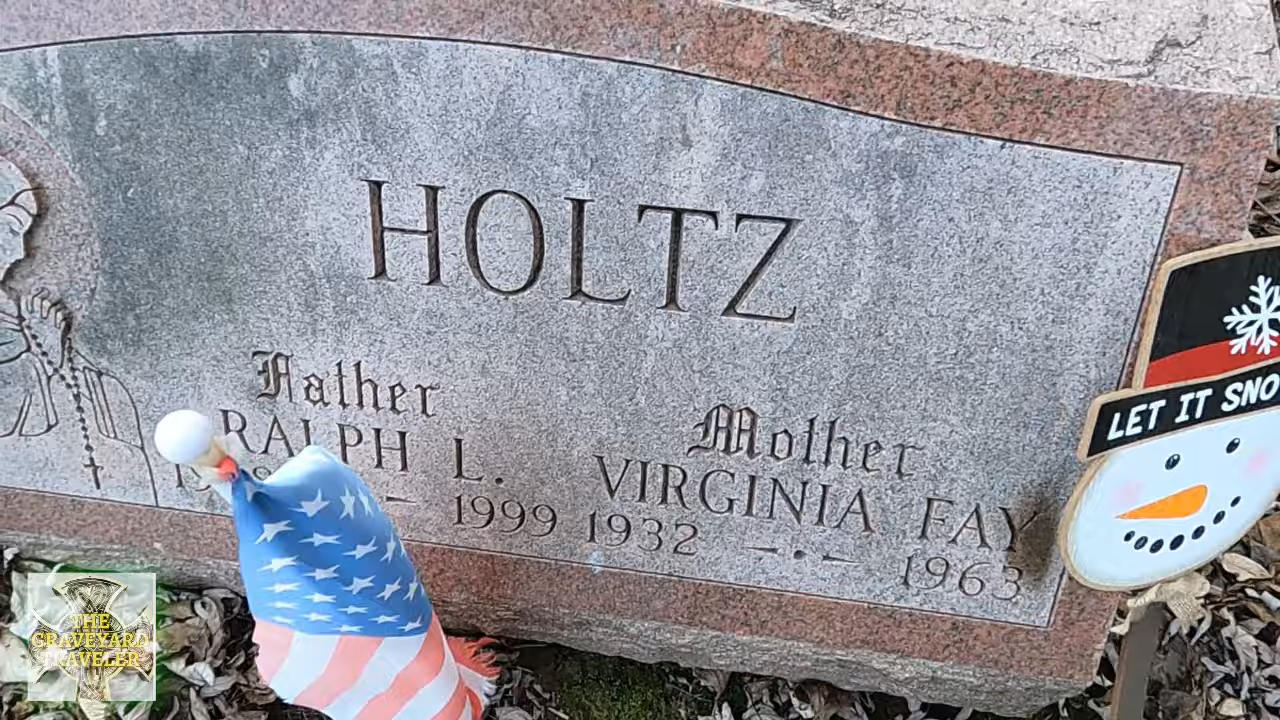 HOLTZ
Father
RALPH L.
– 1999
Mother
VIRGINIA FAY
1932 – · – 1963
LET IT SNO
THE
GRAVEYARD
TRAVELER